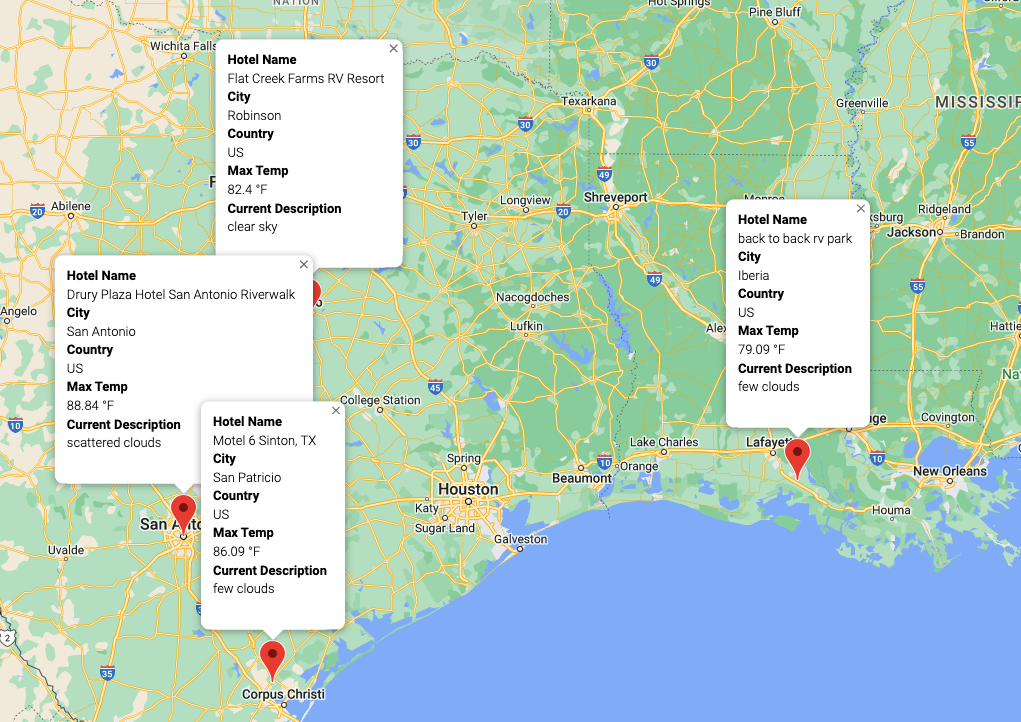 NATION
Hot Springs
Pine Bluff
Wichita Falls
Hotel Name
Flat Creek Farms RV Resort
City
Robinson
Country
US
Max Temp
82.4 °F
Current Description
clear sky
30
Texarkana
30
30
Greenville
MISSISSIP
55
49
20
Abilene
F
Longview
20
Shreveport
Tyler
Monroe
Hotel Name
back to back rv park
City
Iberia
Country
US
Max Temp
79.09 °F
Current Description
few clouds
ksburg
Ridgeland
Jackson
Brandon
Hotel Name
Drury Plaza Hotel San Antonio Riverwalk
City
San Antonio
Country
US
Max Temp
88.84 °F
Current Description
scattered clouds
49
55
Angelo
Nacogdoches
Lufkin
Alex
Hattie
Nat
45
College Station
10
Hotel Name
Motel 6 Sinton, TX
City
San Patricio
Country
US
Max Temp
86.09 °F
Current Description
few clouds
uge
Covington
Lake Charles
Lafayette
10
Spring
10
Orange
Beaumont
New Orleans
Houston
Katy
Sugar Land
Houma
San Anto
Galveston
Uvalde
2
35
Corpus Christi